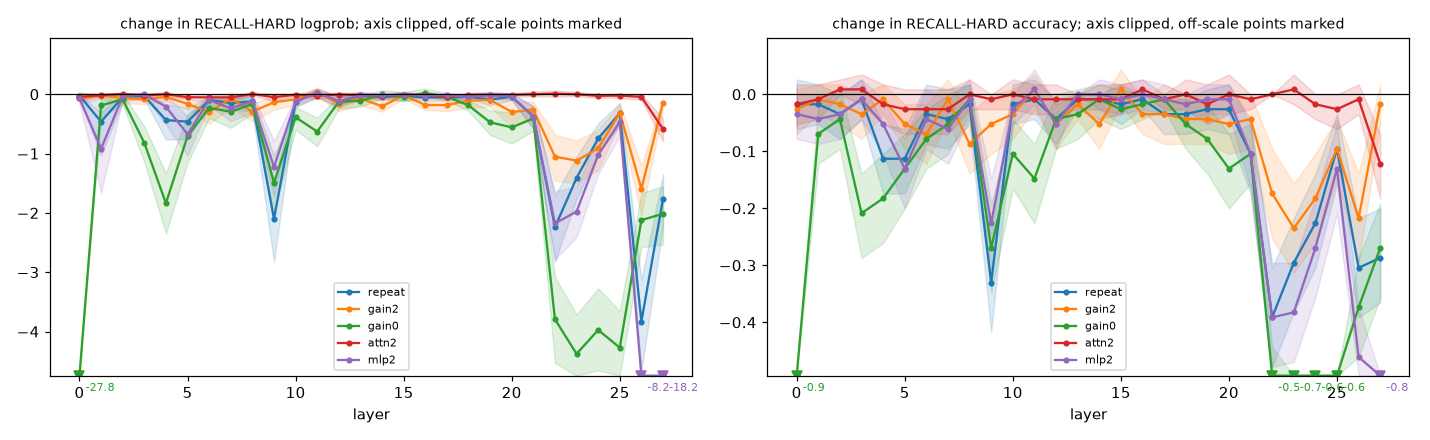 change in RECALL-HARD logprob; axis clipped, off-scale points marked
0
−1
−2
−3
−4
repeat
gain2
gain0
attn2
mlp2
-27.8
-8.2
-18.2
0 5 10 15 20 25
layer
change in RECALL-HARD accuracy; axis clipped, off-scale points marked
0.0
−0.1
−0.2
−0.3
−0.4
repeat
gain2
gain0
attn2
mlp2
-0.9
-0.5
-0.7
-0.6
-0.6
-0.8
0 5 10 15 20 25
layer